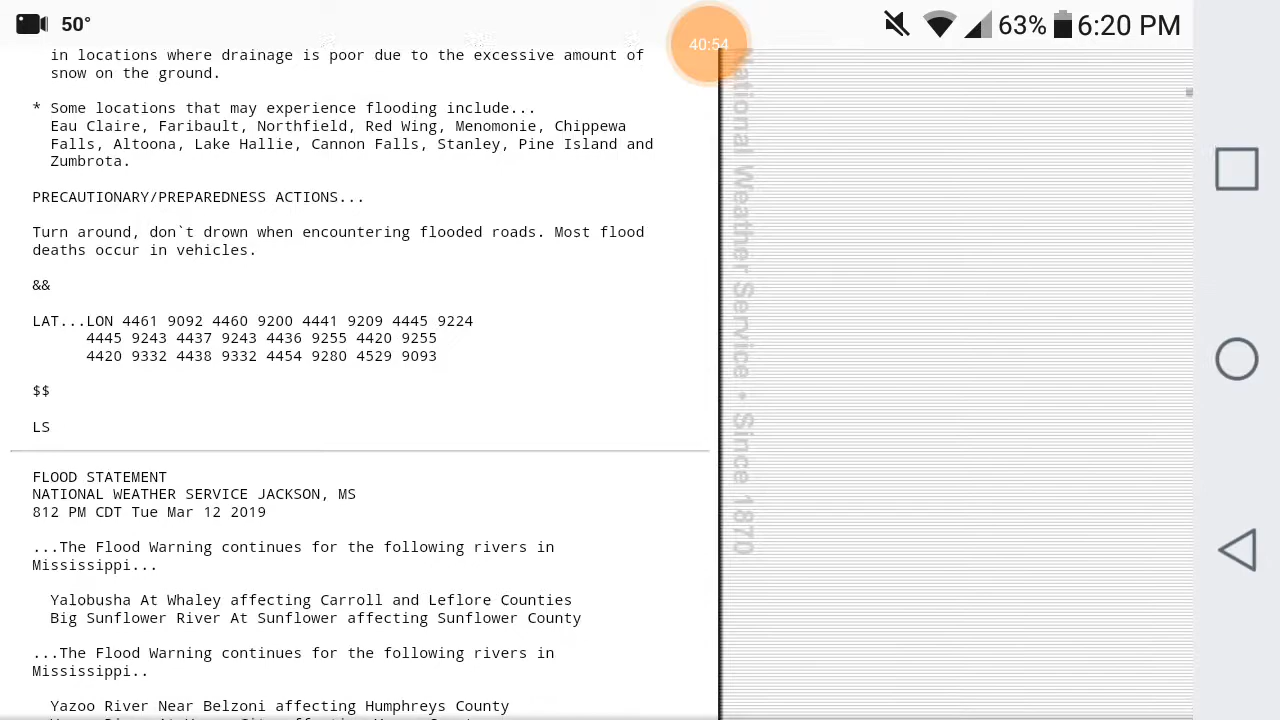 50°
40:54
63% 6:20 PM
in locations where drainage is poor due to the excessive amount of
snow on the ground.
* Some locations that may experience flooding include...
Eau Claire, Faribault, Northfield, Red Wing, Menomonie, Chippewa
Falls, Altoona, Lake Hallie, Cannon Falls, Stanley, Pine Island and
Zumbrota.
ECAUTIONARY/PREPAREDNESS ACTIONS...
Turn around, don`t drown when encountering flooded roads. Most flood
deaths occur in vehicles.
&&
T...LON 4461 9092 4460 9200 4441 9209 4445 9224
4445 9243 4437 9243 4436 9255 4420 9255
4420 9332 4438 9332 4454 9280 4529 9093
$$
LS
OOD STATEMENT
NATIONAL WEATHER SERVICE JACKSON, MS
812 PM CDT Tue Mar 12 2019
...The Flood Warning continues for the following rivers in
Mississippi...
Yalobusha At Whaley affecting Carroll and Leflore Counties
Big Sunflower River At Sunflower affecting Sunflower County
...The Flood Warning continues for the following rivers in
Mississippi..
Yazoo River Near Belzoni affecting Humphreys County
National Weather Service • Since 1870